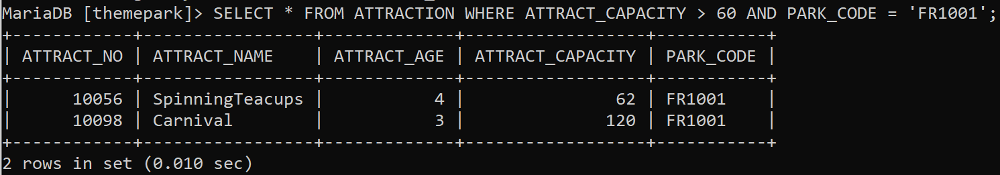 MariaDB [themepark]> SELECT * FROM ATTRACTION WHERE ATTRACT_CAPACITY > 60 AND PARK_CODE = 'FR1001';
+------------+-----------------+-------------+------------------+-----------+
| ATTRACT_NO | ATTRACT_NAME    | ATTRACT_AGE | ATTRACT_CAPACITY | PARK_CODE |
+------------+-----------------+-------------+------------------+-----------+
|      10056 | SpinningTeacups |           4 |               62 | FR1001    |
|      10098 | Carnival        |           3 |              120 | FR1001    |
+------------+-----------------+-------------+------------------+-----------+
2 rows in set (0.010 sec)